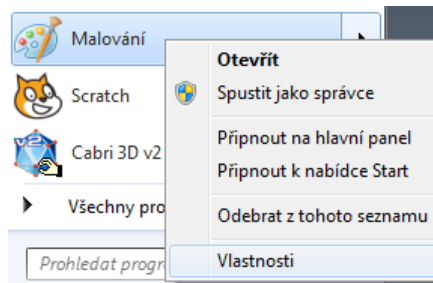 Malování
Scratch
Cabri 3D v2
Všechny pro
Prohledat progr
Otevřít
Spustit jako správce
Připnout na hlavní panel
Připnout k nabídce Start
Odebrat z tohoto seznamu
Vlastnosti